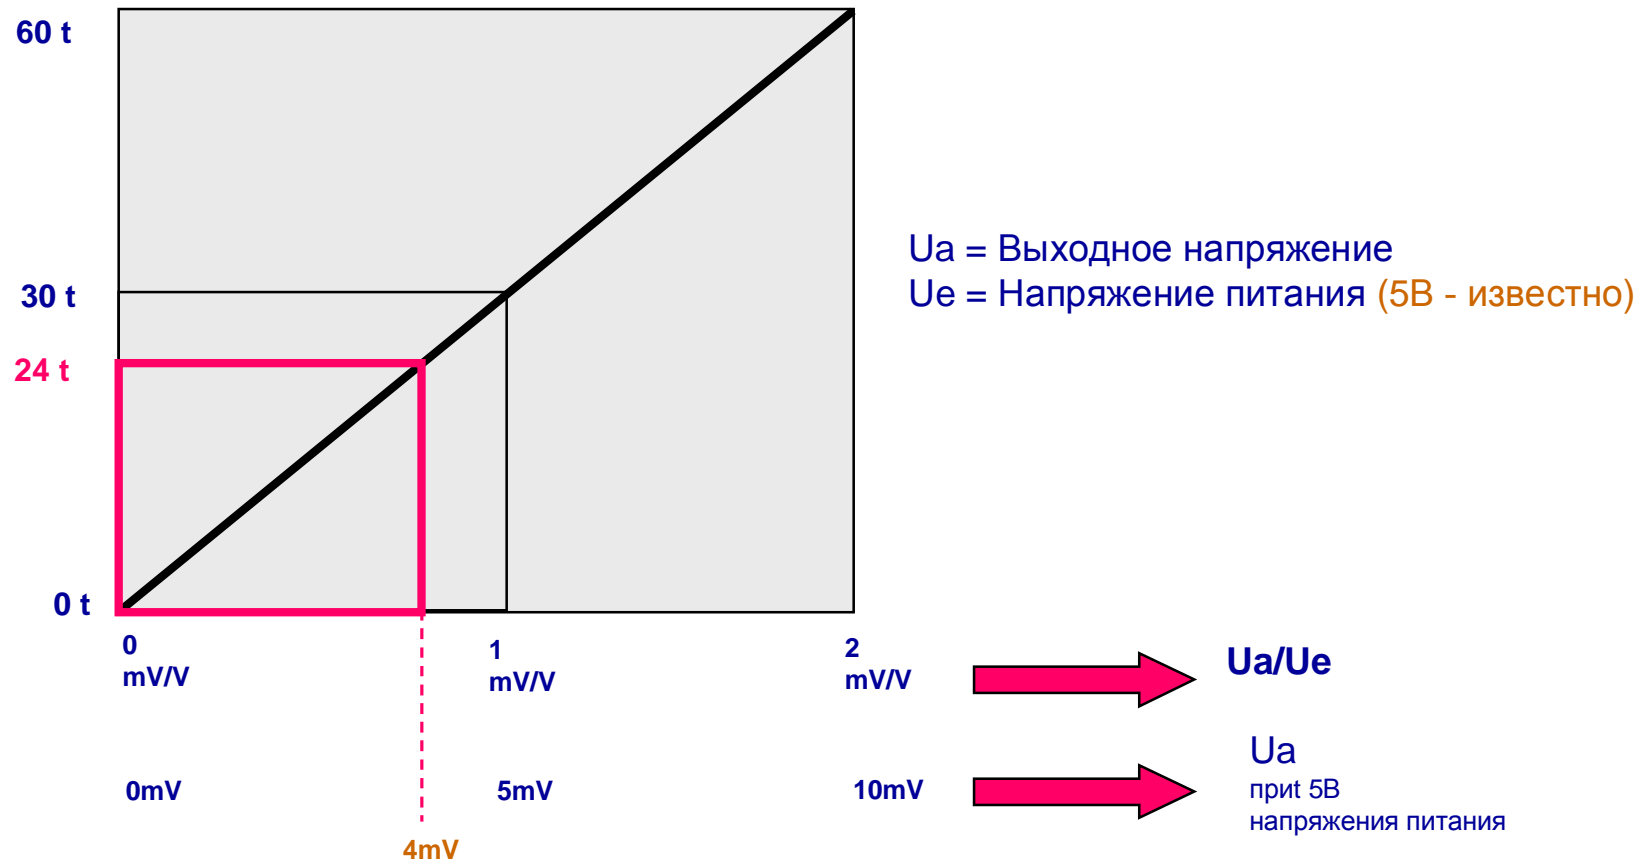 60 t
Ua = Выходное напряжение
Ue = Напряжение питания (5В - известно)
30 t
24 t
0 t
0
mV/V
1
mV/V
2
mV/V
Ua/Ue
0mV
5mV
10mV
Ua
приt 5В
напряжения питания
4mV